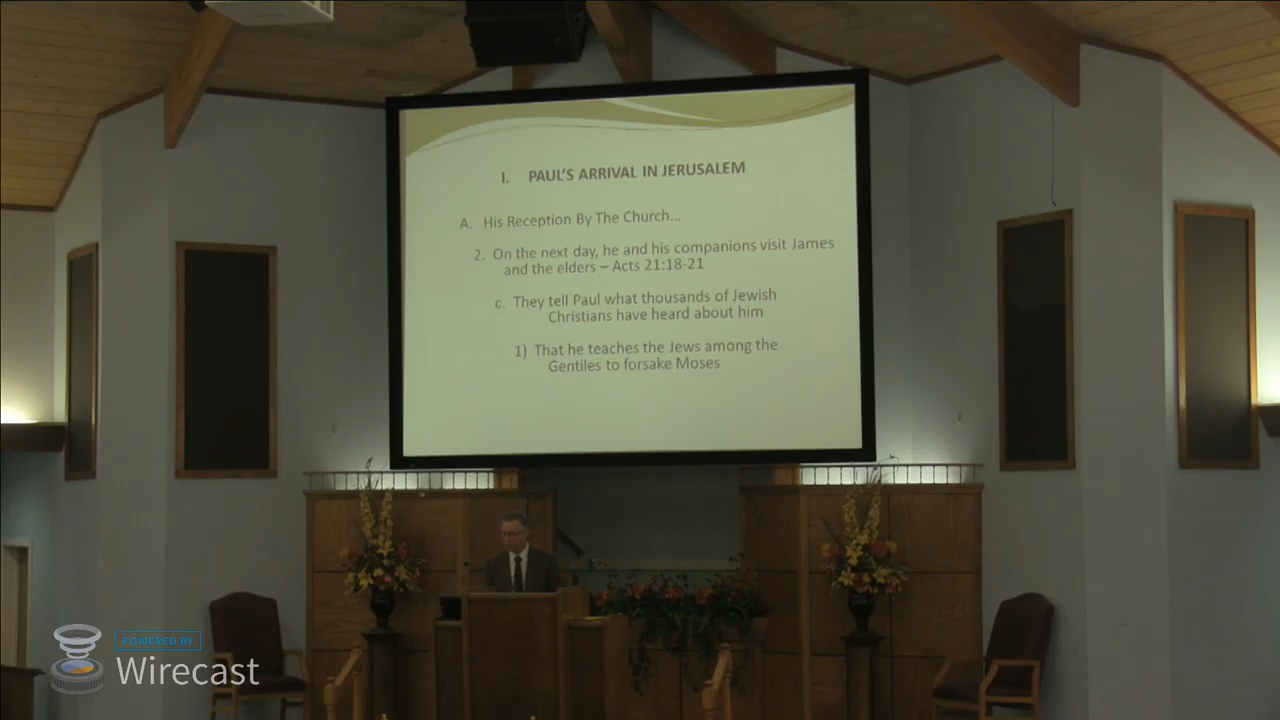 I. PAUL'S ARRIVAL IN JERUSALEM
A. His Reception By The Church...
2. On the next day, he and his companions visit James
and the elders – Acts 21:18-21
c. They tell Paul what thousands of Jewish
Christians have heard about him
1) That he teaches the Jews among the
Gentiles to forsake Moses
POWERED BY
Wirecast